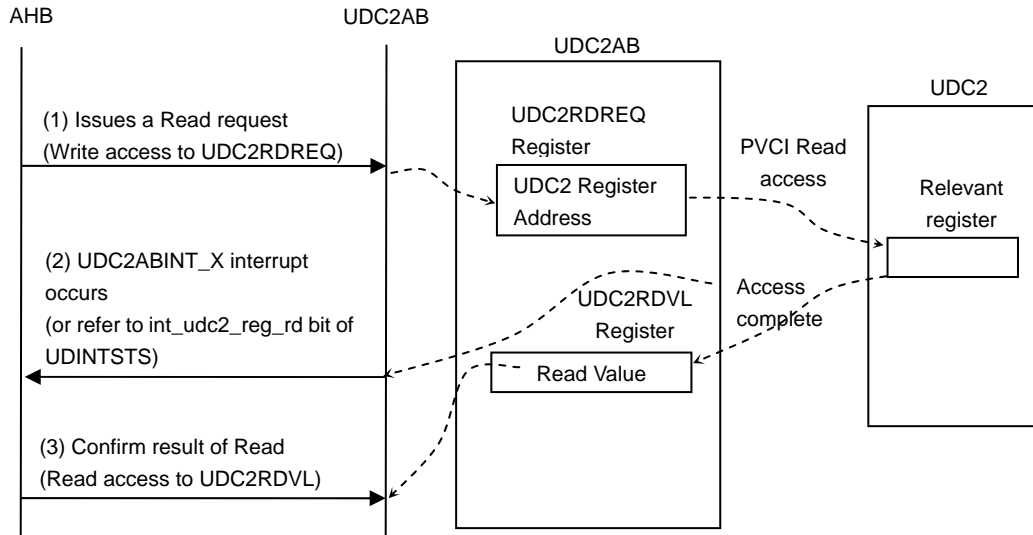 AHB
UDC2AB
UDC2AB
UDC2
(1) Issues a Read request
(Write access to UDC2RDREQ)
UDC2RDREQ
Register
UDC2 Register
Address
PVCI Read
access
Relevant
register
(2) UDC2ABINT_X interrupt
occurs
(or refer to int_udc2_reg_rd bit of
UDINTSTS)
UDC2RDVL
Register
Read Value
Access
complete
(3) Confirm result of Read
(Read access to UDC2RDVL)